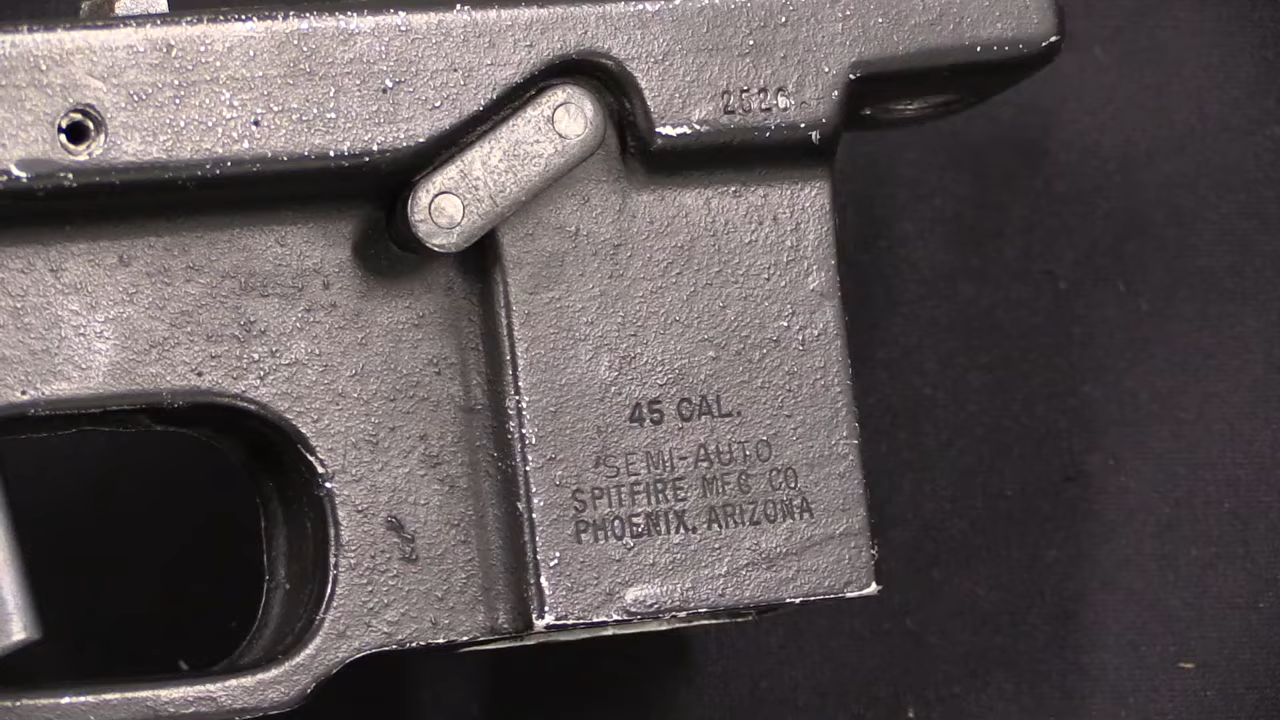 2526
45 CAL.
SEMI-AUTO
SPITFIRE MFG CO
PHOENIX, ARIZONA